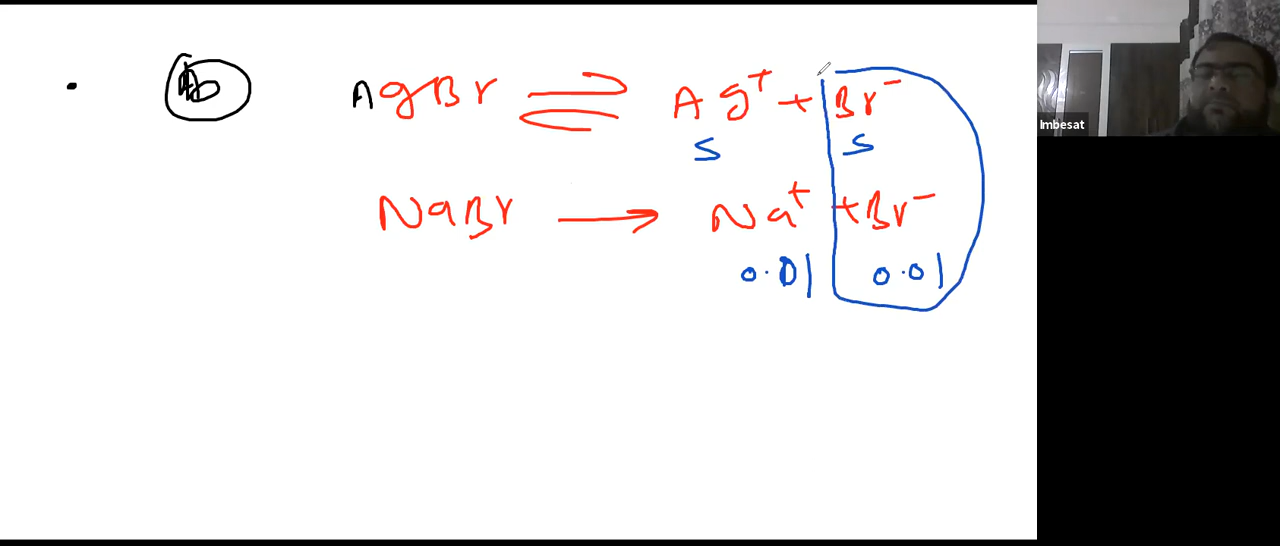 AgBr ⇌ Ag⁺ + Br⁻
S S
NaBr → Na⁺ + Br⁻
0.01 0.01
Imbesat